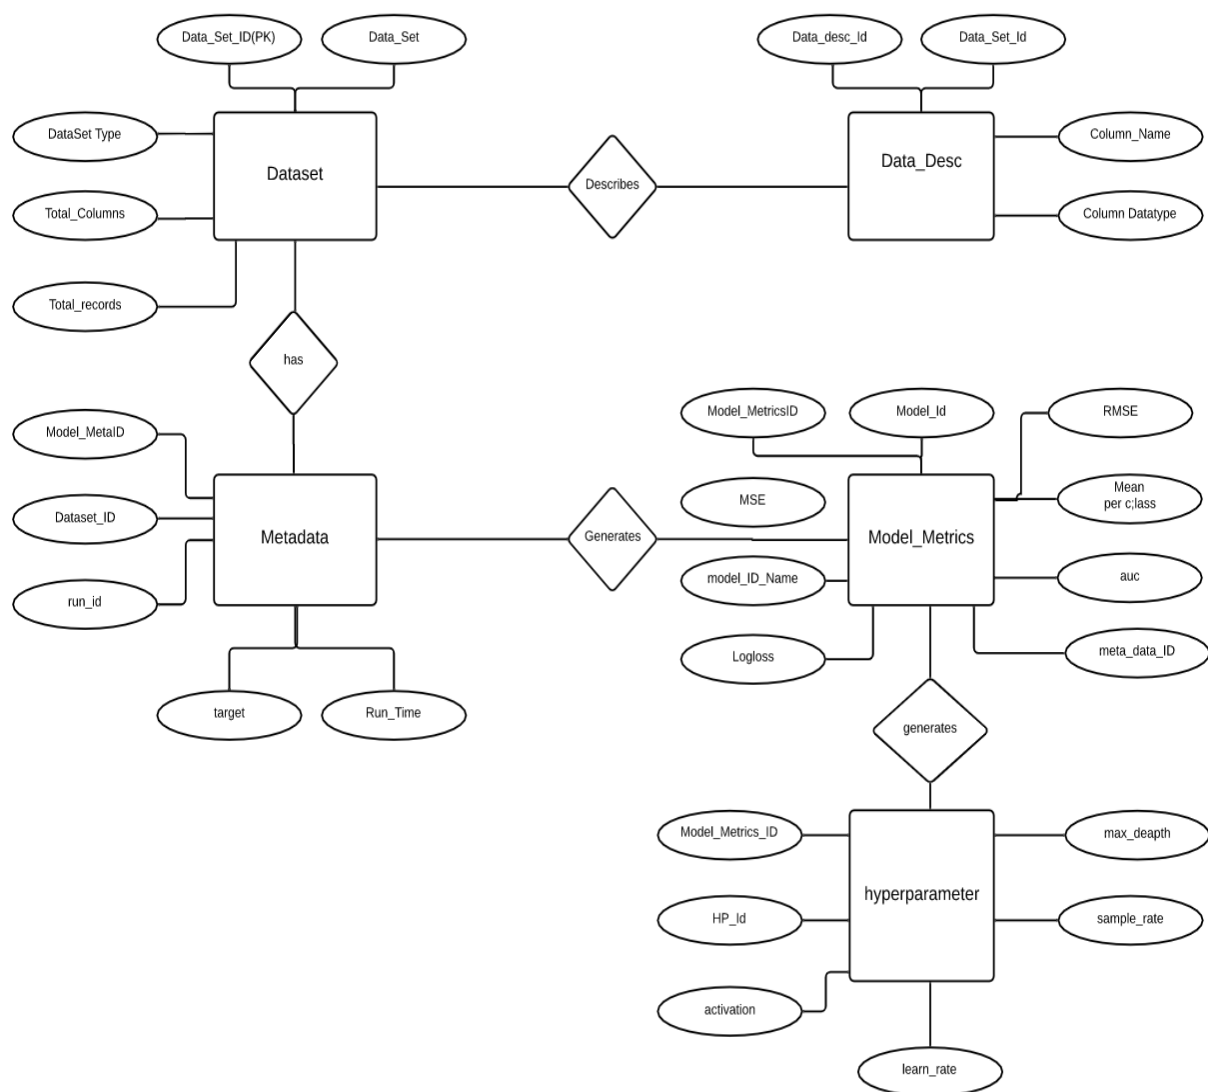 Data_Set_ID(PK)
Data_Set
Data_desc_Id
Data_Set_Id
DataSet Type
Dataset
Data_Desc
Column_Name
Describes
Total_Columns
Column Datatype
Total_records
has
Model_MetaID
Model_MetricsID
Model_Id
RMSE
Dataset_ID
Metadata
Generates
MSE
Model_Metrics
Mean
per c;lass
run_id
model_ID_Name
auc
Logloss
meta_data_ID
target
Run_Time
generates
Model_Metrics_ID
max_deapth
hyperparameter
HP_Id
sample_rate
activation
learn_rate